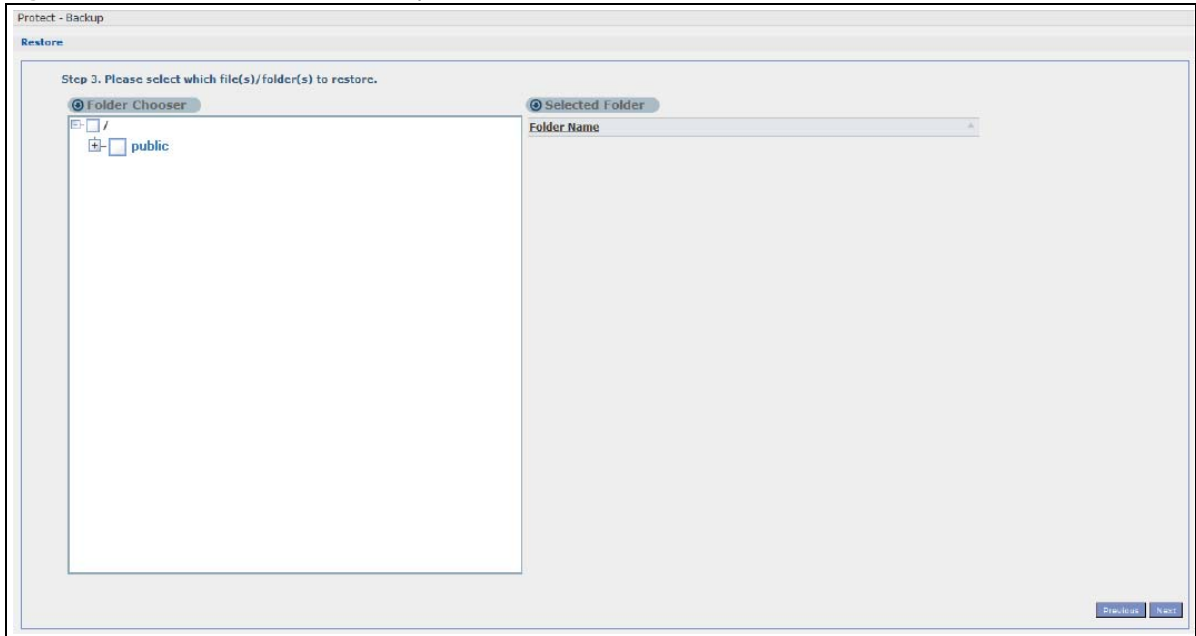 Protect - Backup
Restore
Step 3. Please select which file(s)/folder(s) to restore.
Folder Chooser
Selected Folder
/
Folder Name
public
Previous
Next